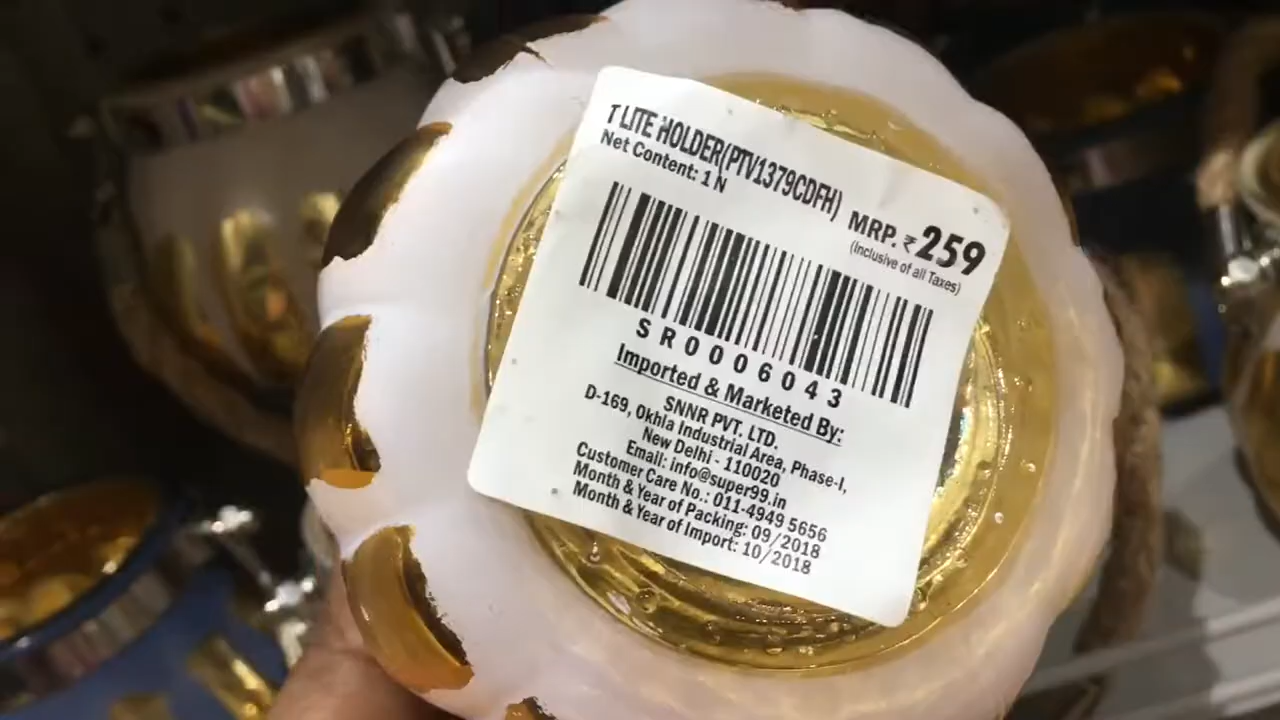 T LITE HOLDER(PTV1379CDFH)
Net Content: 1 N
MRP. ₹259
(Inclusive of all Taxes)
SR0006043
Imported & Marketed By:
SNNR PVT. LTD.
D-169, Okhla Industrial Area, Phase-I,
New Delhi - 110020
Email: info@super99.in
Customer Care No.: 011-4949 5656
Month & Year of Packing: 09/2018
Month & Year of Import: 10/2018